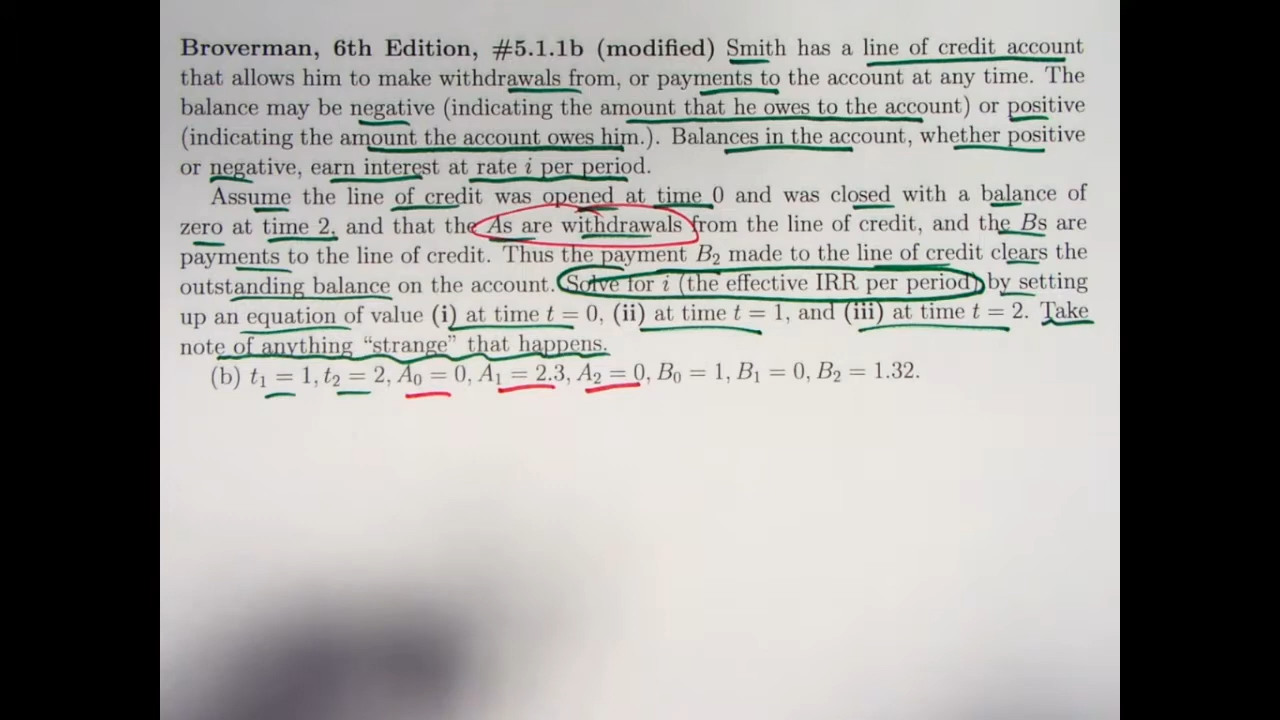 Broverman, 6th Edition, #5.1.1b (modified) Smith has a line of credit account
that allows him to make withdrawals from, or payments to the account at any time. The
balance may be negative (indicating the amount that he owes to the account) or positive
(indicating the amount the account owes him.). Balances in the account, whether positive
or negative, earn interest at rate i per period.
Assume the line of credit was opened at time 0 and was closed with a balance of
zero at time 2, and that the As are withdrawals from the line of credit, and the Bs are
payments to the line of credit. Thus the payment B₂ made to the line of credit clears the
outstanding balance on the account. Solve for i (the effective IRR per period) by setting
up an equation of value (i) at time t = 0, (ii) at time t = 1, and (iii) at time t = 2. Take
note of anything “strange” that happens.
(b) t₁ = 1, t₂ = 2, A₀ = 0, A₁ = 2.3, A₂ = 0, B₀ = 1, B₁ = 0, B₂ = 1.32.